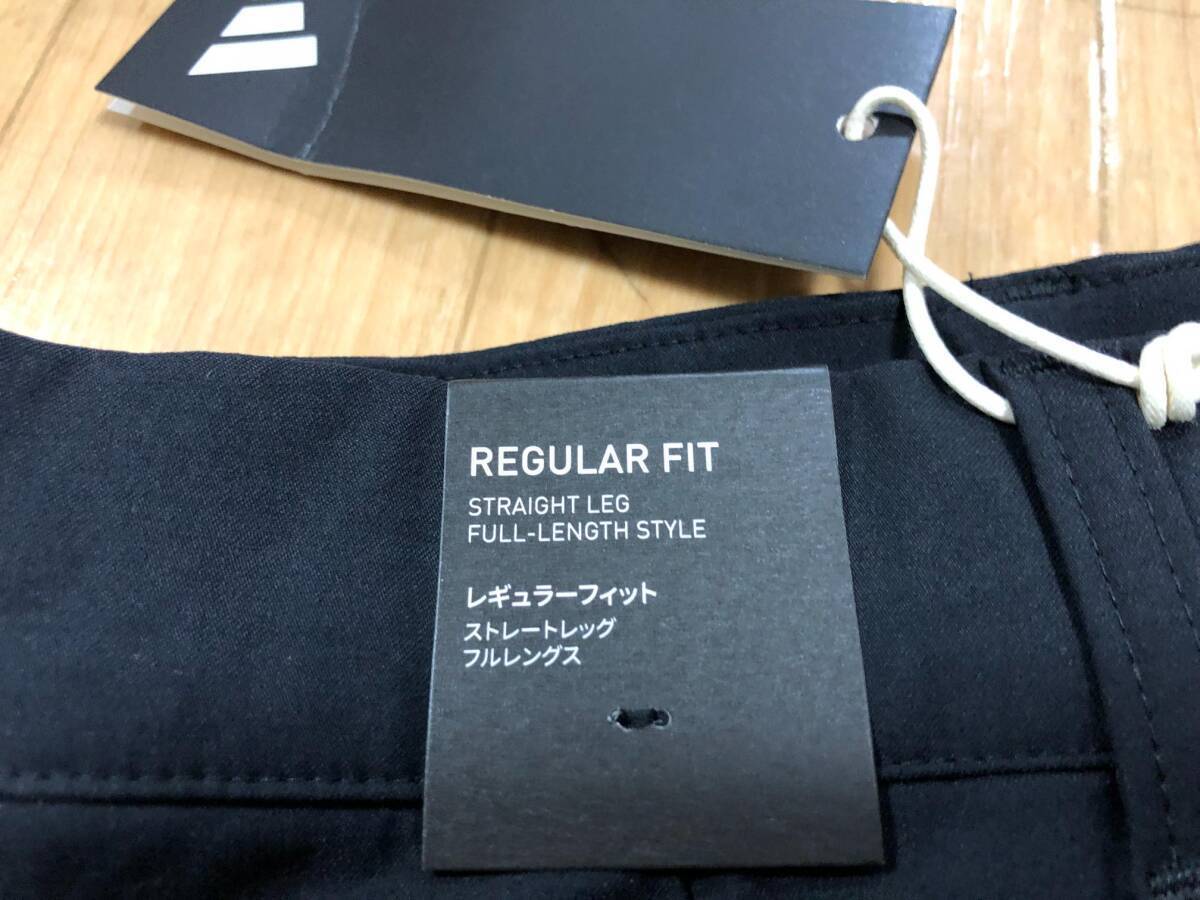 REGULAR FIT
STRAIGHT LEG
FULL-LENGTH STYLE
レギュラーフィット
ストレートレッグ
フルレングス